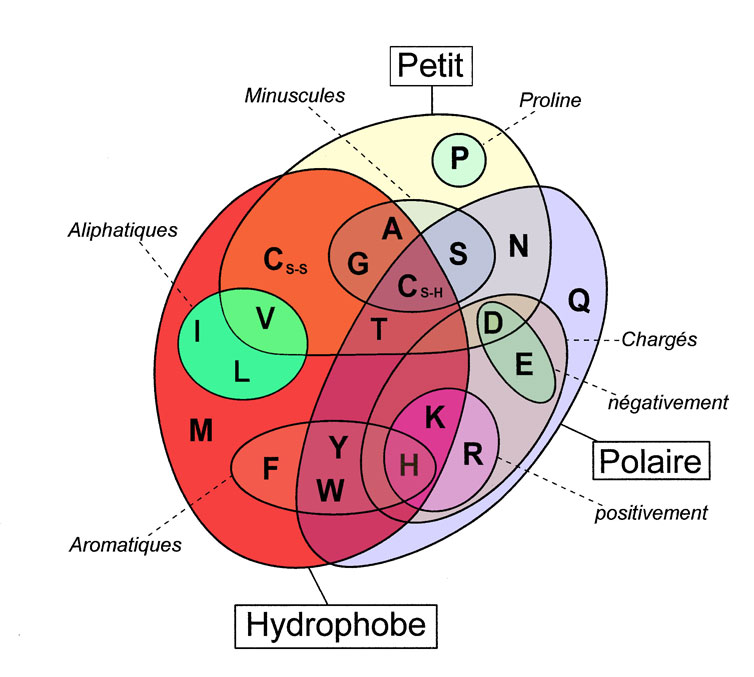 Petit
Minuscules
Proline
P
Aliphatiques
A
S
N
C S-S
G
C S-H
Q
I
V
T
D
Chargés
L
E
négativement
M
K
Y
F
H
R
Polaire
W
positivement
Aromatiques
Hydrophobe